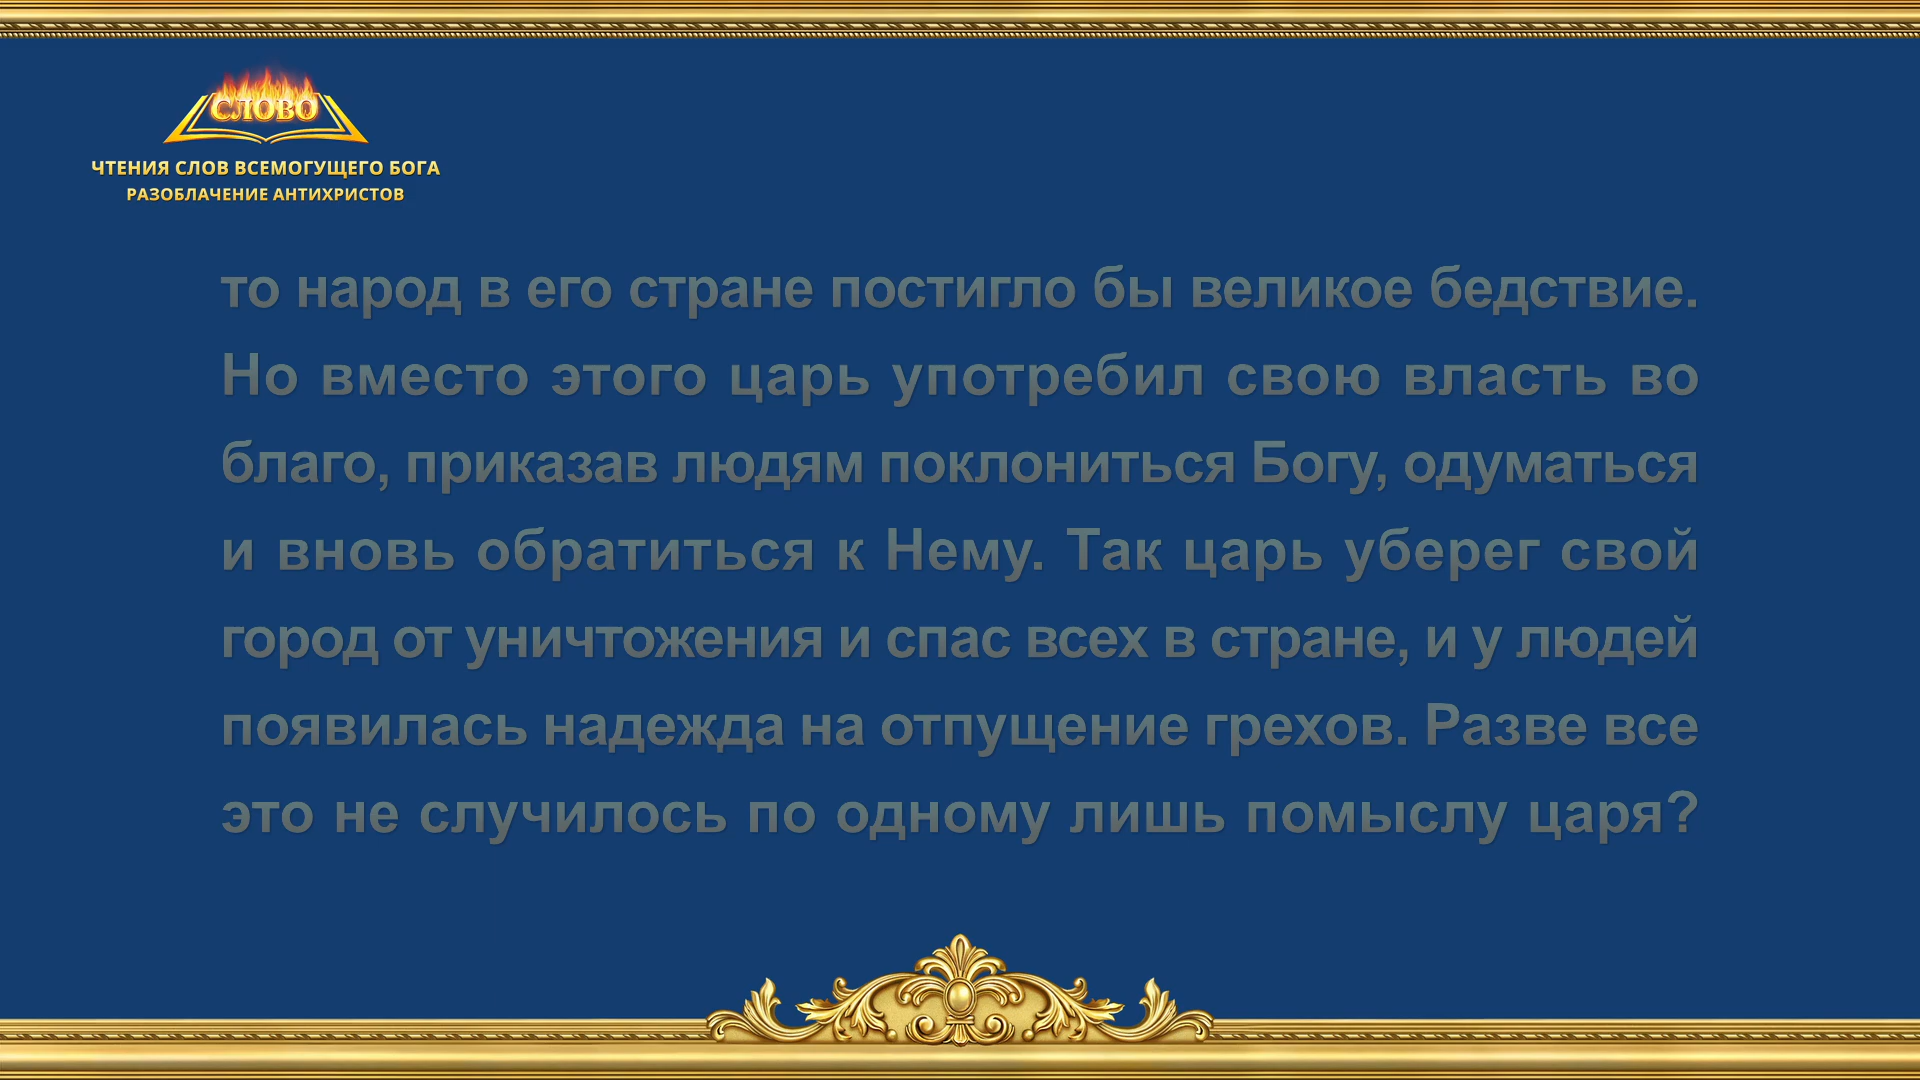 СЛОВО
ЧТЕНИЯ СЛОВ ВСЕМОГУЩЕГО БОГА
РАЗОБЛАЧЕНИЕ АНТИХРИСТОВ
то народ в его стране постигло бы великое бедствие.
Но вместо этого царь употребил свою власть во
благо, приказав людям поклониться Богу, одуматься
и вновь обратиться к Нему. Так царь уберег свой
город от уничтожения и спас всех в стране, и у людей
появилась надежда на отпущение грехов. Разве все
это не случилось по одному лишь помыслу царя?